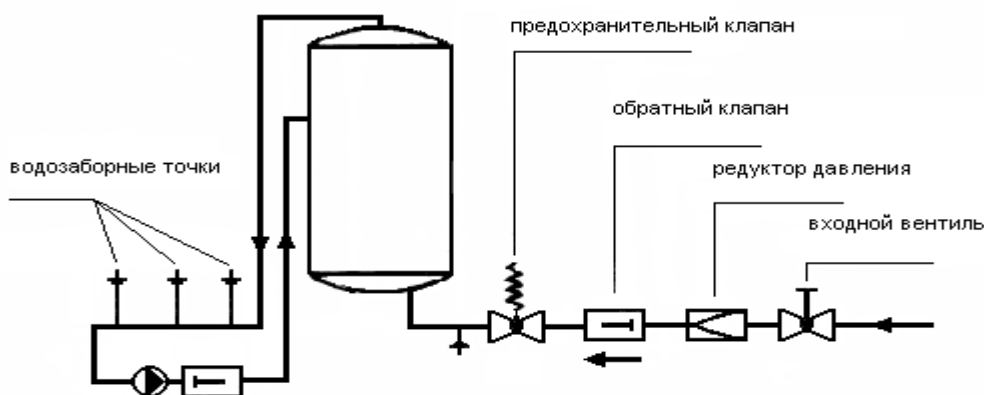 предохранительный клапан
обратный клапан
водозаборные точки
редуктор давления
входной вентиль